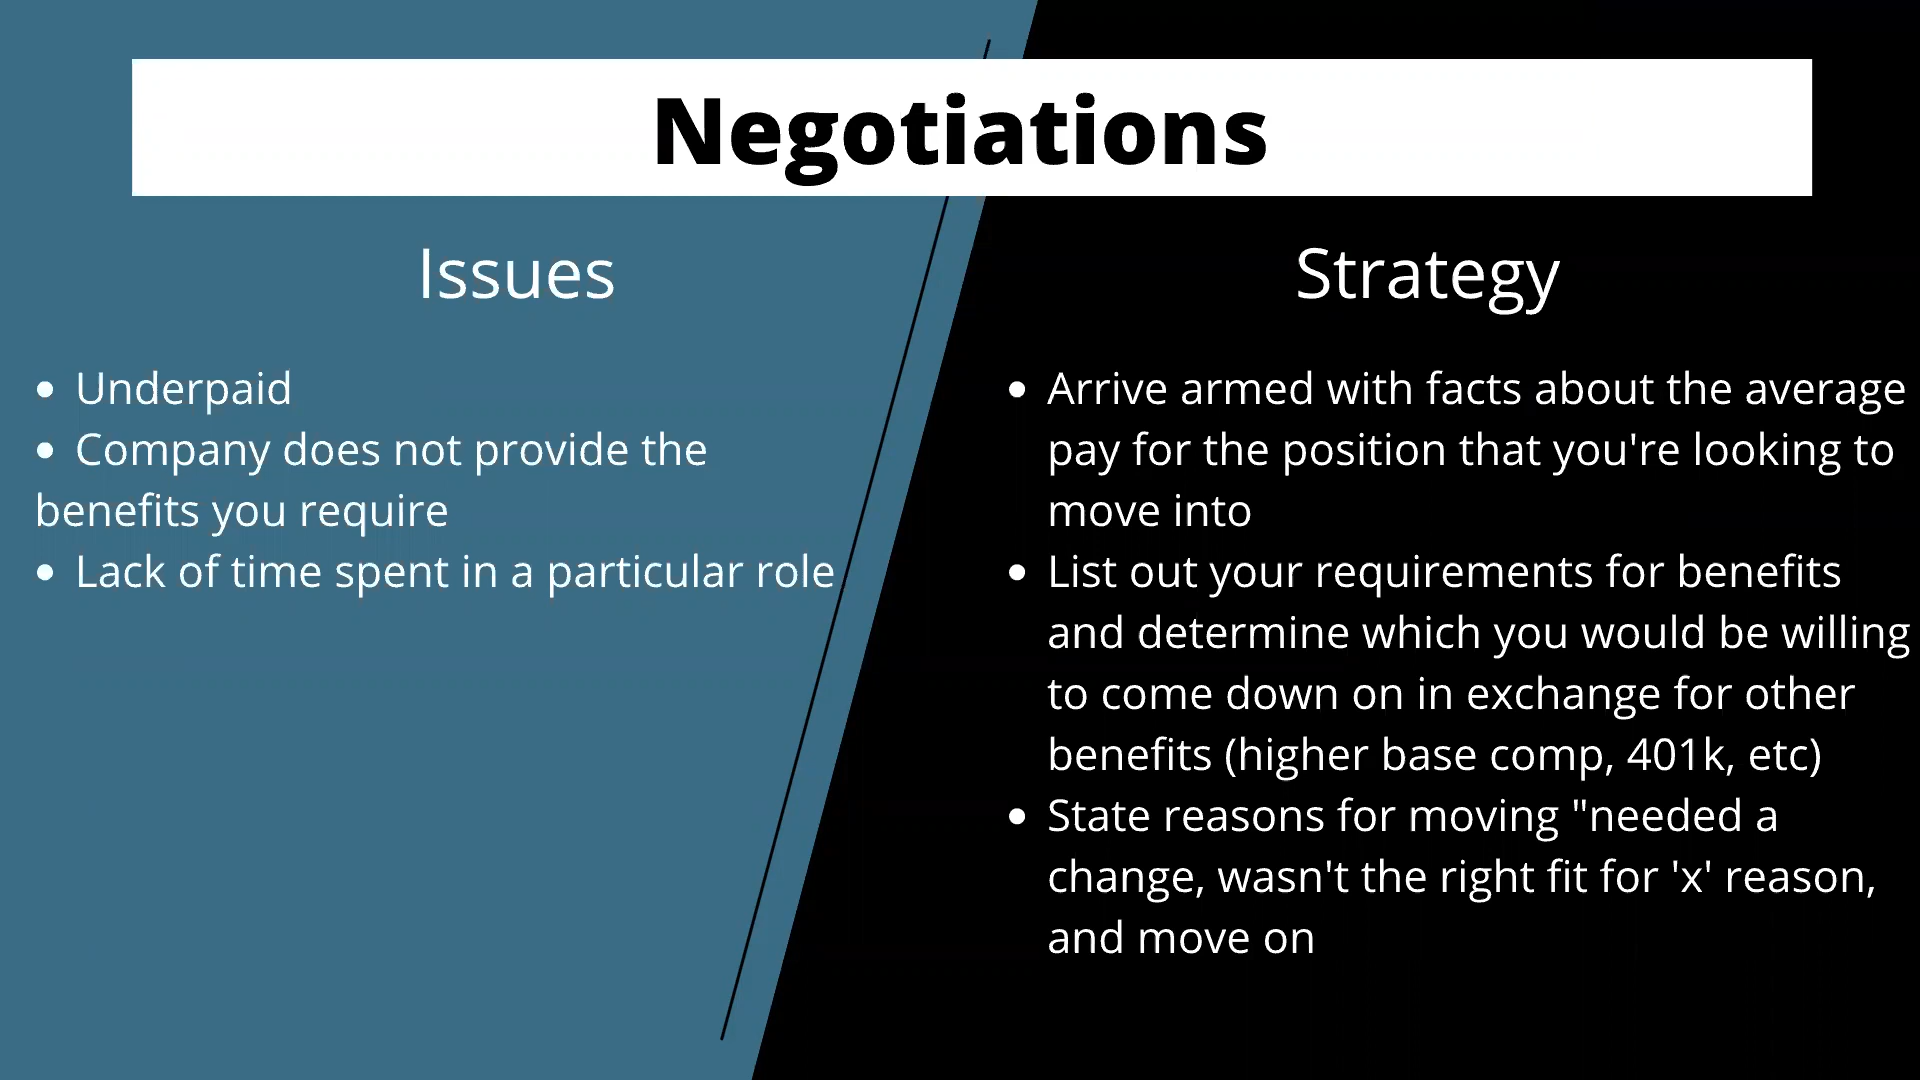 Negotiations
Issues
• Underpaid
• Company does not provide the
benefits you require
• Lack of time spent in a particular role
Strategy
• Arrive armed with facts about the average
pay for the position that you're looking to
move into
• List out your requirements for benefits
and determine which you would be willing
to come down on in exchange for other
benefits (higher base comp, 401k, etc)
• State reasons for moving "needed a
change, wasn't the right fit for 'x' reason,
and move on